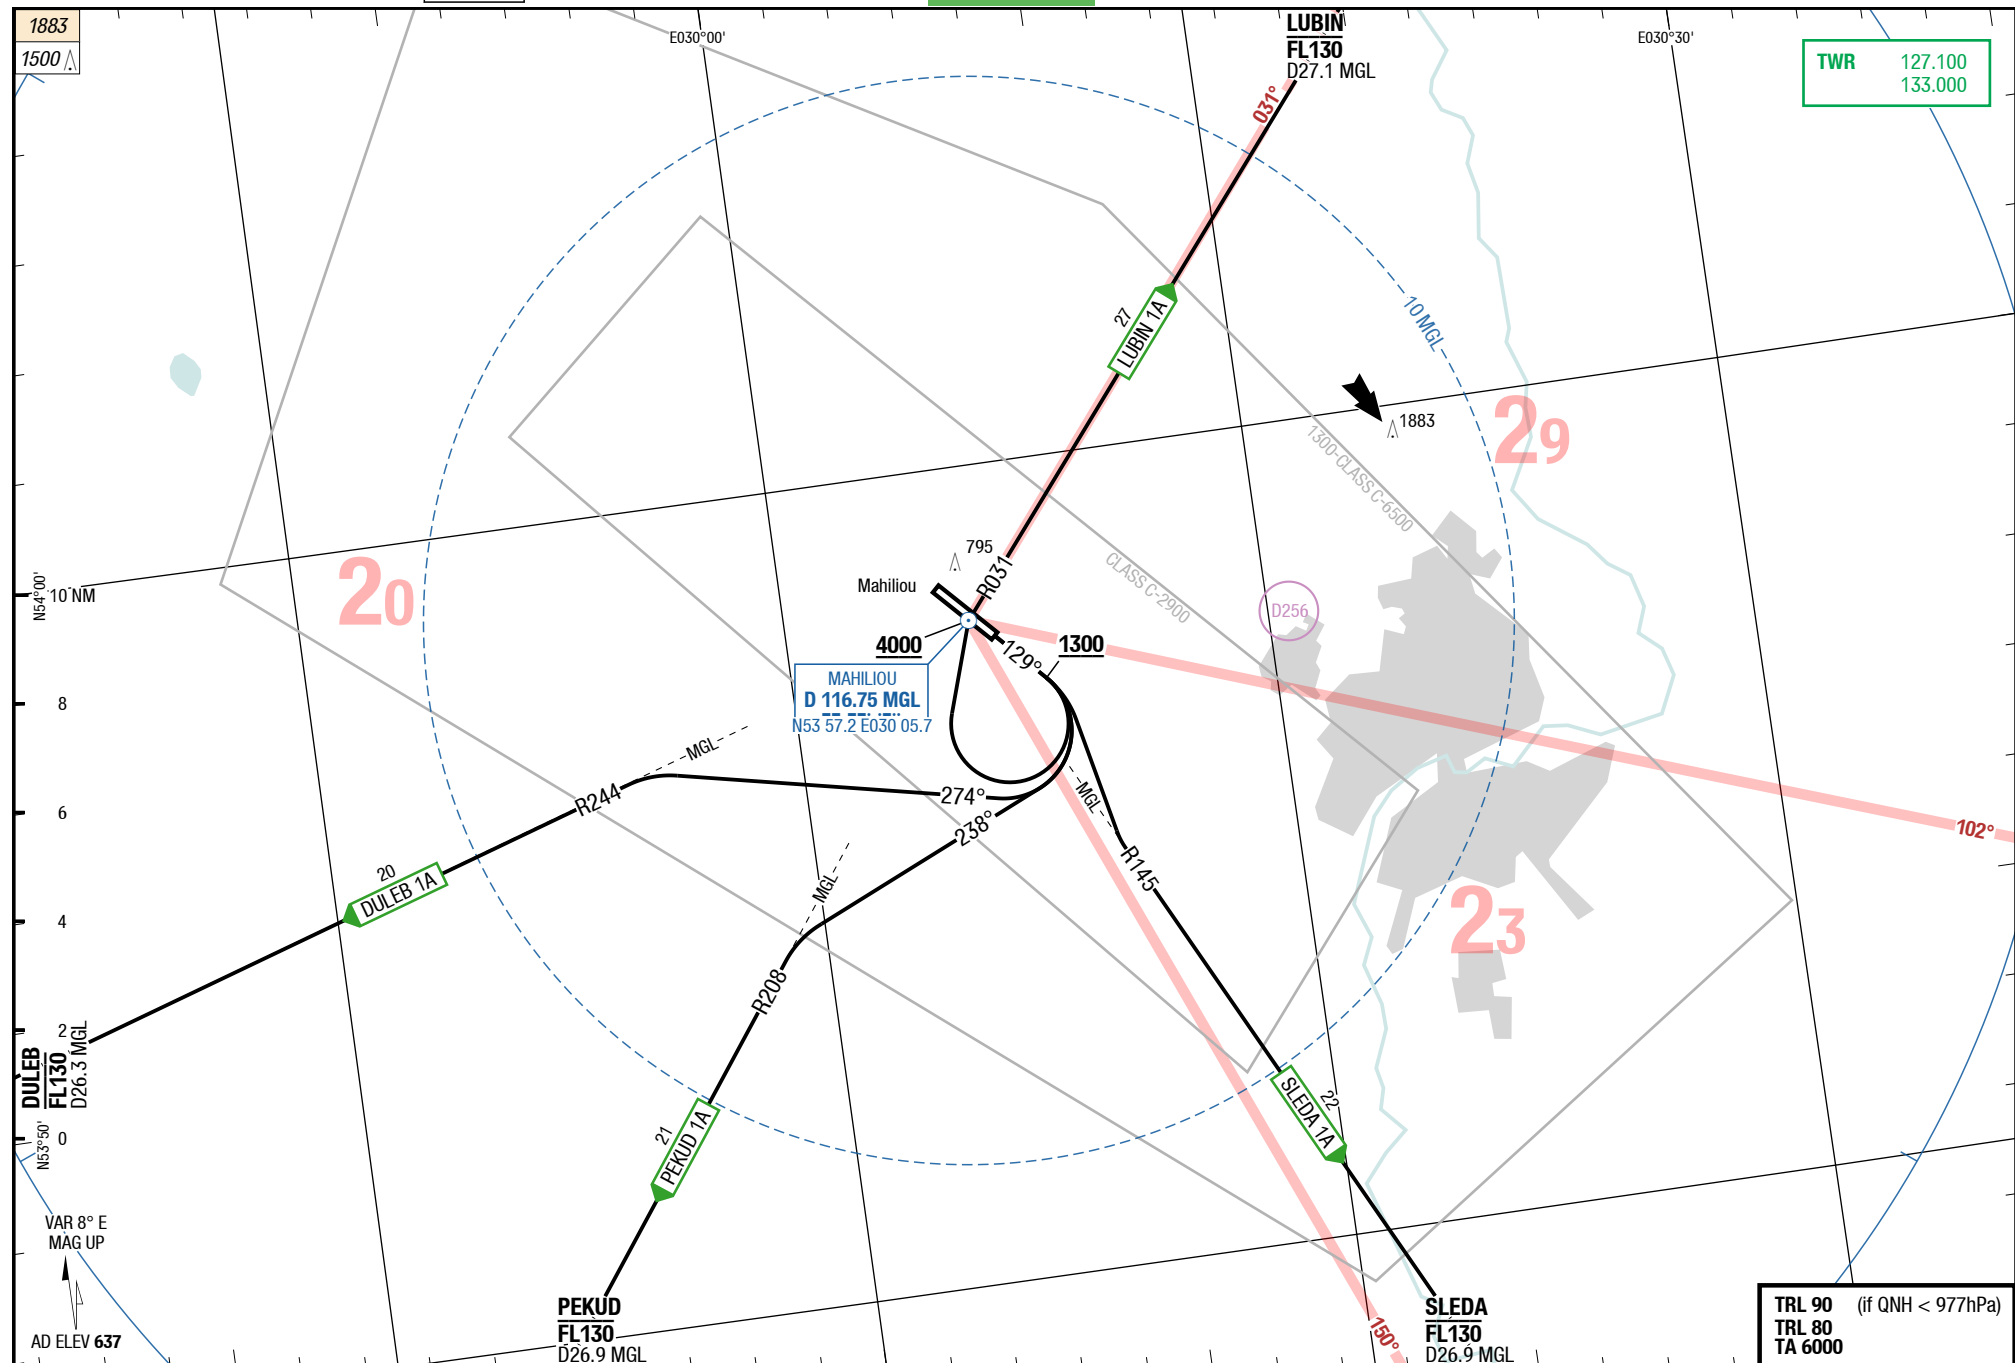 1883
1500
LUBIN
FL130
D27.1 MGL
E030°00'
E030°30'
TWR 127.100
133.000
031°
27
LUBIN 1A
10 MGL
1883
29
1300-CLASS C-6500
CLASS C-2900
795
R031
Mahiliou
D256
20
N54°00'
10 NM
8
6
4
2
0
4000
129°
1300
MAHILIOU
D 116.75 MGL
N53 57.2 E030 05.7
MGL
R244
274°
238°
MGL
R145
102°
20
DULEB 1A
MGL
23
R208
DULEB
FL130
D26.3 MGL
N53°50'
21
PEKUD 1A
22
SLEDA 1A
VAR 8° E
MAG UP
AD ELEV 637
PEKUD
FL130
D26.9 MGL
150°
SLEDA
FL130
D26.9 MGL
TRL 90 (if QNH < 977hPa)
TRL 80
TA 6000